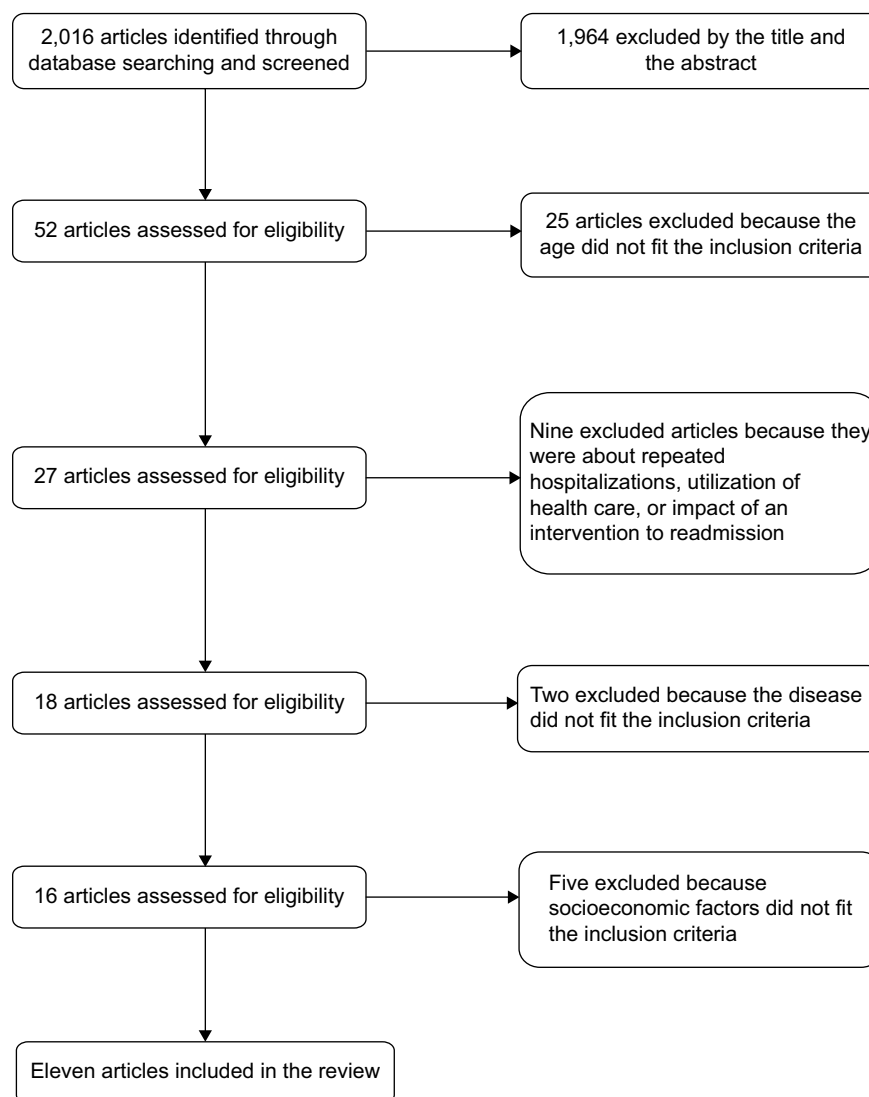 2,016 articles identified through
database searching and screened
1,964 excluded by the title and
the abstract
52 articles assessed for eligibility
25 articles excluded because the
age did not fit the inclusion criteria
27 articles assessed for eligibility
Nine excluded articles because they
were about repeated
hospitalizations, utilization of
health care, or impact of an
intervention to readmission
18 articles assessed for eligibility
Two excluded because the disease
did not fit the inclusion criteria
16 articles assessed for eligibility
Five excluded because
socioeconomic factors did not fit
the inclusion criteria
Eleven articles included in the review